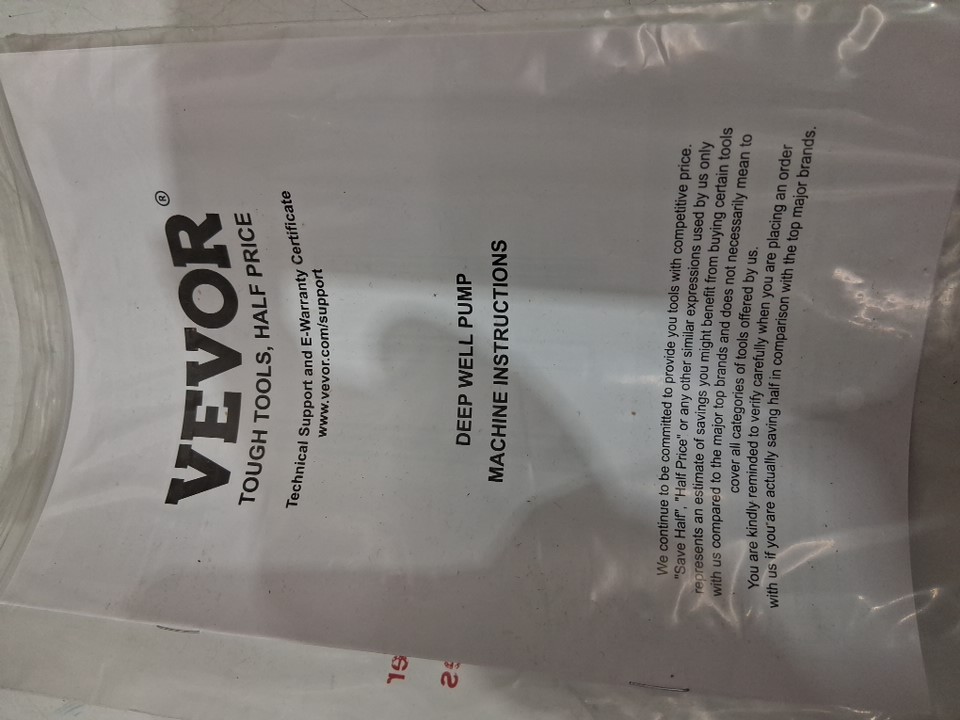 VEVOR®
TOUGH TOOLS, HALF PRICE
Technical Support and E-Warranty Certificate
www.vevor.com/support
DEEP WELL PUMP
MACHINE INSTRUCTIONS
We continue to be committed to provide you tools with competitive price.
"Save Half", "Half Price" or any other similar expressions used by us only
represents an estimate of savings you might benefit from buying certain tools
with us compared to the major top brands and does not necessarily mean to
cover all categories of tools offered by us.
You are kindly reminded to verify carefully when you are placing an order
with us if you are actually saving half in comparison with the top major brands.